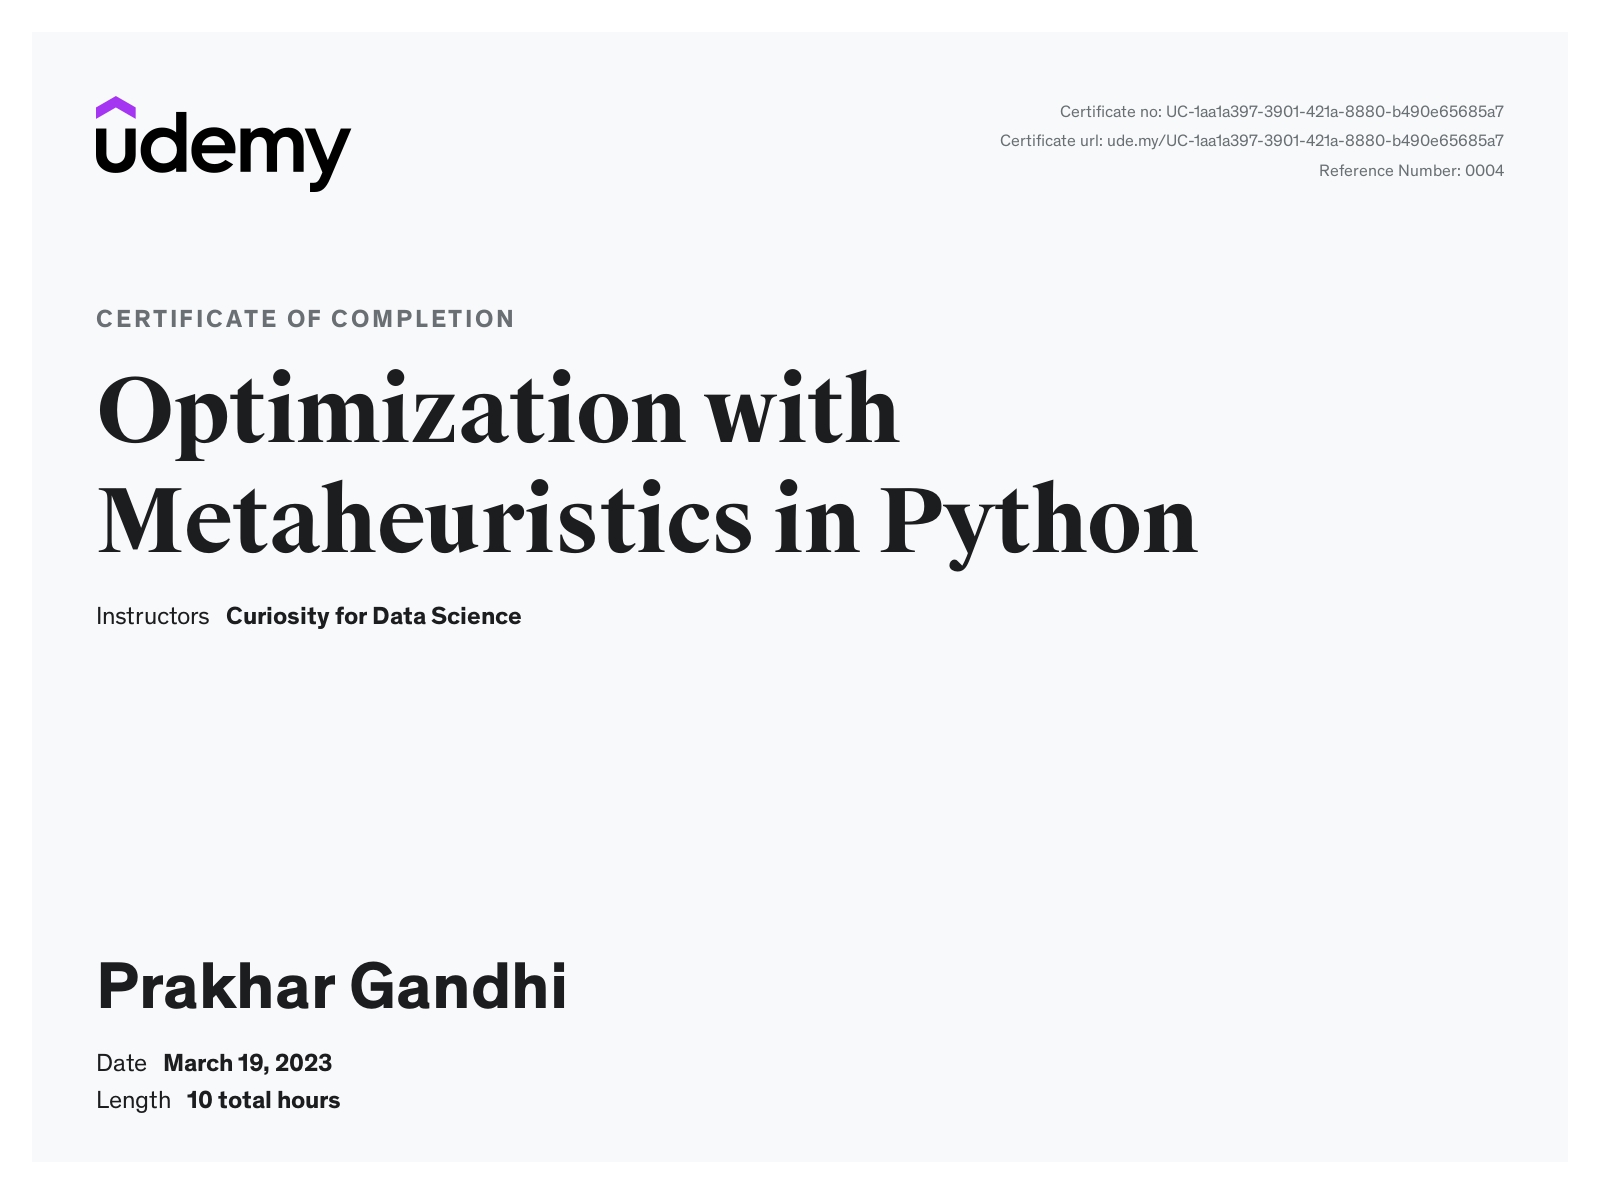 udemy
Certificate no: UC-1aa1a397-3901-421a-8880-b490e65685a7
Certificate url: ude.my/UC-1aa1a397-3901-421a-8880-b490e65685a7
Reference Number: 0004
CERTIFICATE OF COMPLETION
Optimization with
Metaheuristics in Python
Instructors Curiosity for Data Science
Prakhar Gandhi
Date March 19, 2023
Length 10 total hours